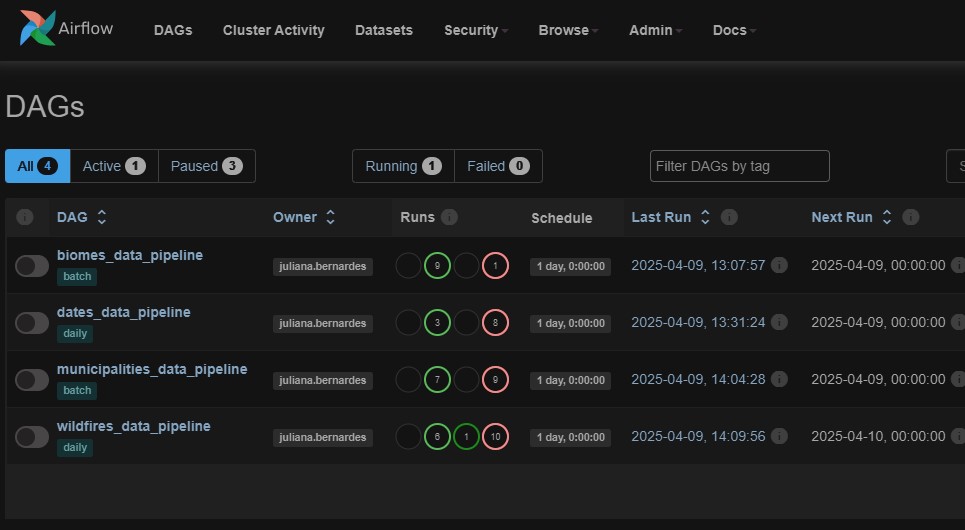 Airflow DAGs Cluster Activity Datasets Security Browse Admin Docs
DAGs
All 4 Active 1 Paused 3 Running 1 Failed 0 Filter DAGs by tag S
i DAG Owner Runs i Schedule Last Run i Next Run i
biomes_data_pipeline
batch
juliana.bernardes 9 1 1 day, 0:00:00 2025-04-09, 13:07:57 i 2025-04-09, 00:00:00 i
dates_data_pipeline
daily
juliana.bernardes 3 8 1 day, 0:00:00 2025-04-09, 13:31:24 i 2025-04-09, 00:00:00 i
municipalities_data_pipeline
batch
juliana.bernardes 7 9 1 day, 0:00:00 2025-04-09, 14:04:28 i 2025-04-09, 00:00:00 i
wildfires_data_pipeline
daily
juliana.bernardes 6 1 10 1 day, 0:00:00 2025-04-09, 14:09:56 i 2025-04-10, 00:00:00 i